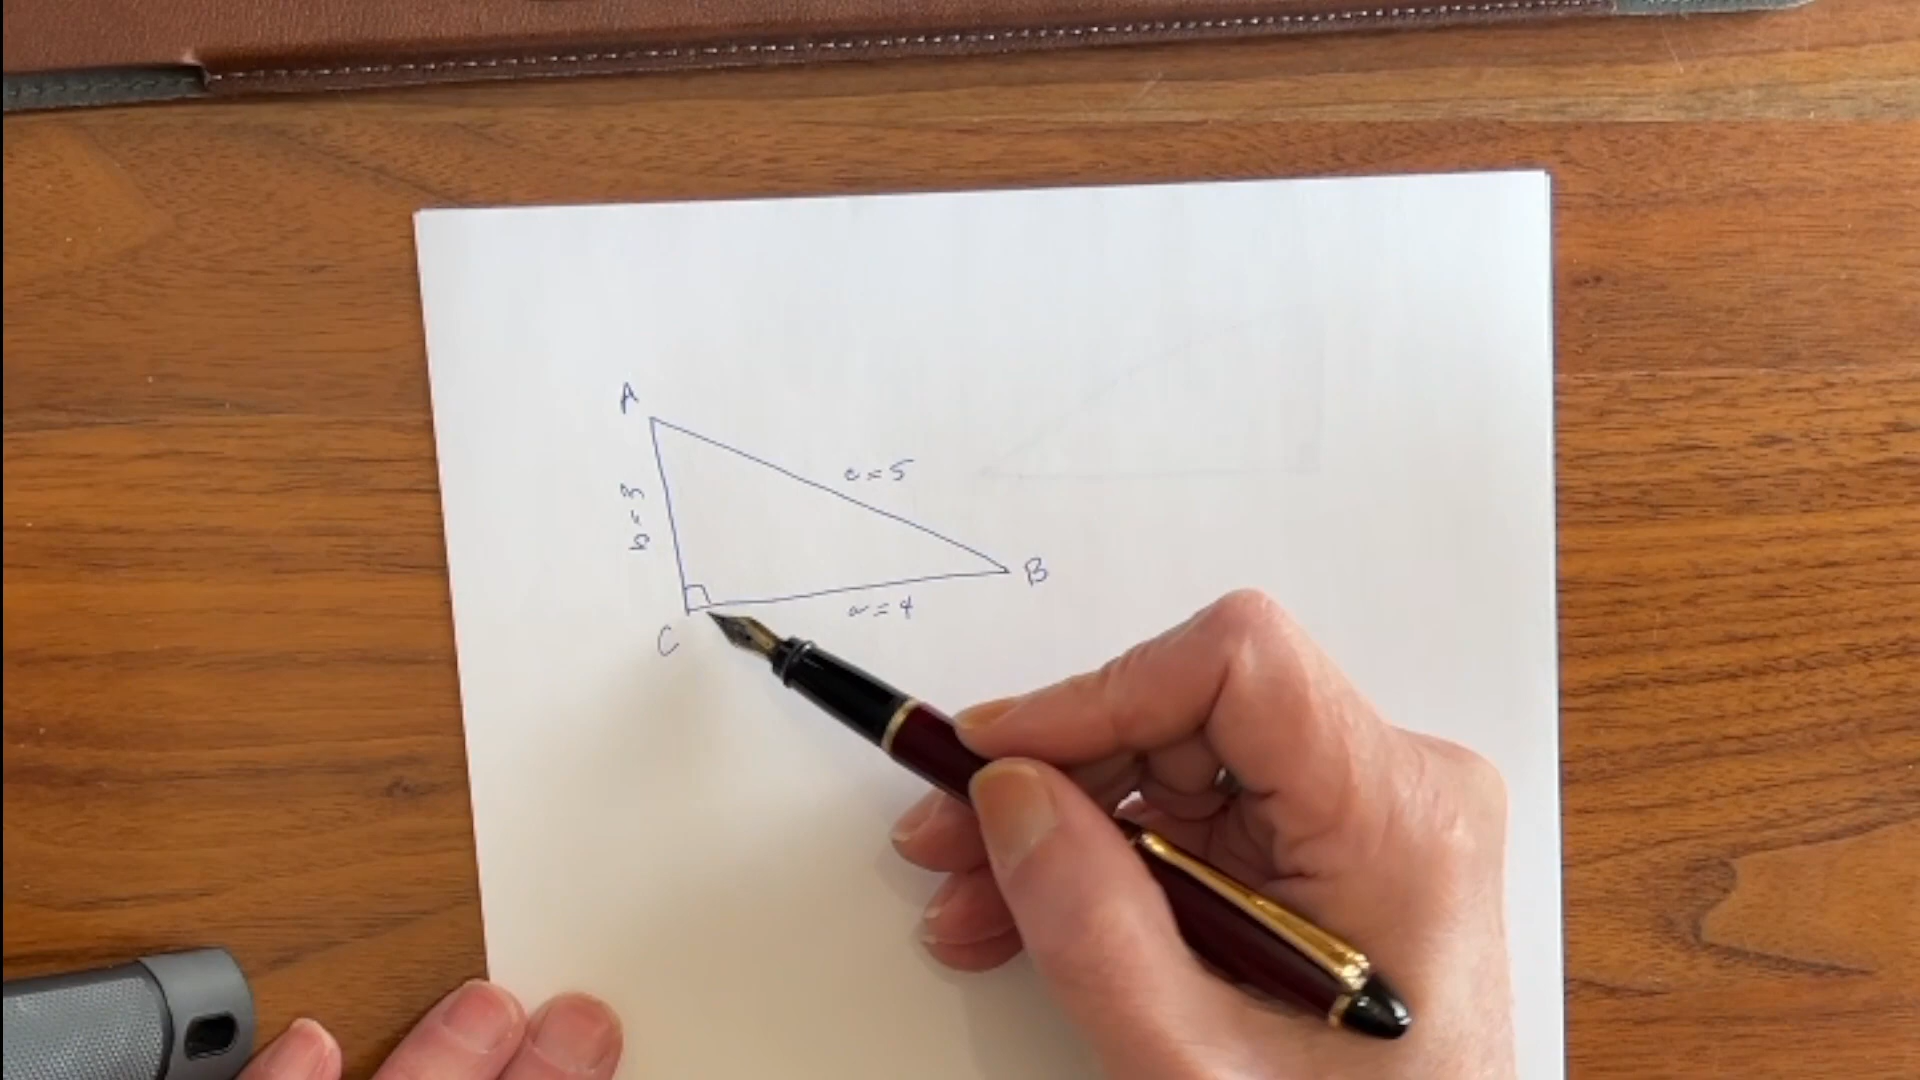 A
c = 5
b = 3
B
a = 4
C